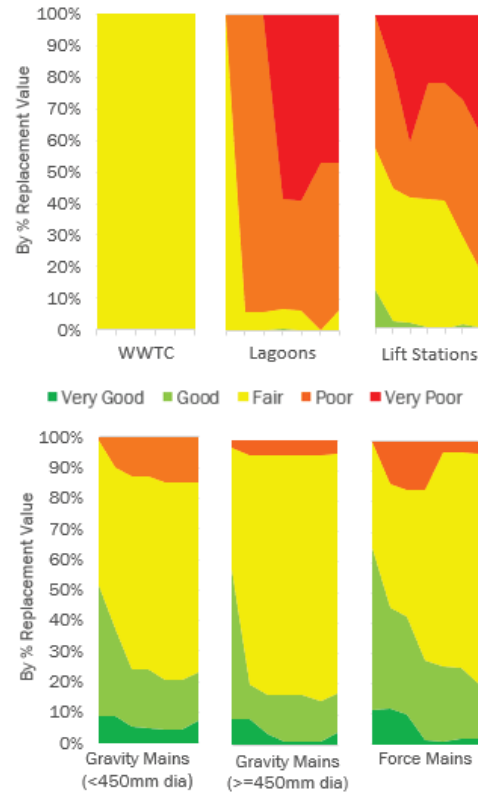 By % Replacement Value
100%
90%
80%
70%
60%
50%
40%
30%
20%
10%
0%
WWTC
Lagoons
Lift Stations
Very Good Good Fair Poor Very Poor
By % Replacement Value
100%
90%
80%
70%
60%
50%
40%
30%
20%
10%
0%
Gravity Mains
(<450mm dia)
Gravity Mains
(>=450mm dia)
Force Mains